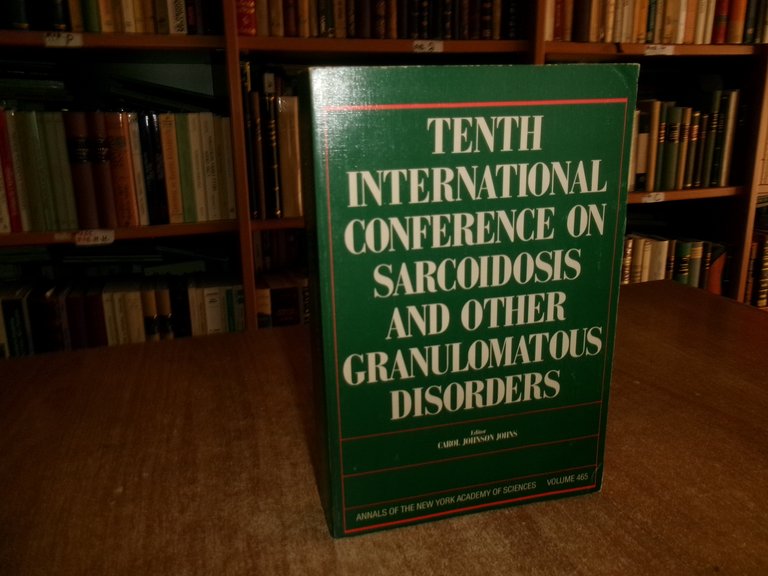 TENTH
INTERNATIONAL
CONFERENCE ON
SARCOIDOSIS
AND OTHER
GRANULOMATOUS
DISORDERS
Editor
CAROL JOHNSON JOHNS
ANNALS OF THE NEW YORK ACADEMY OF SCIENCES VOLUME 465